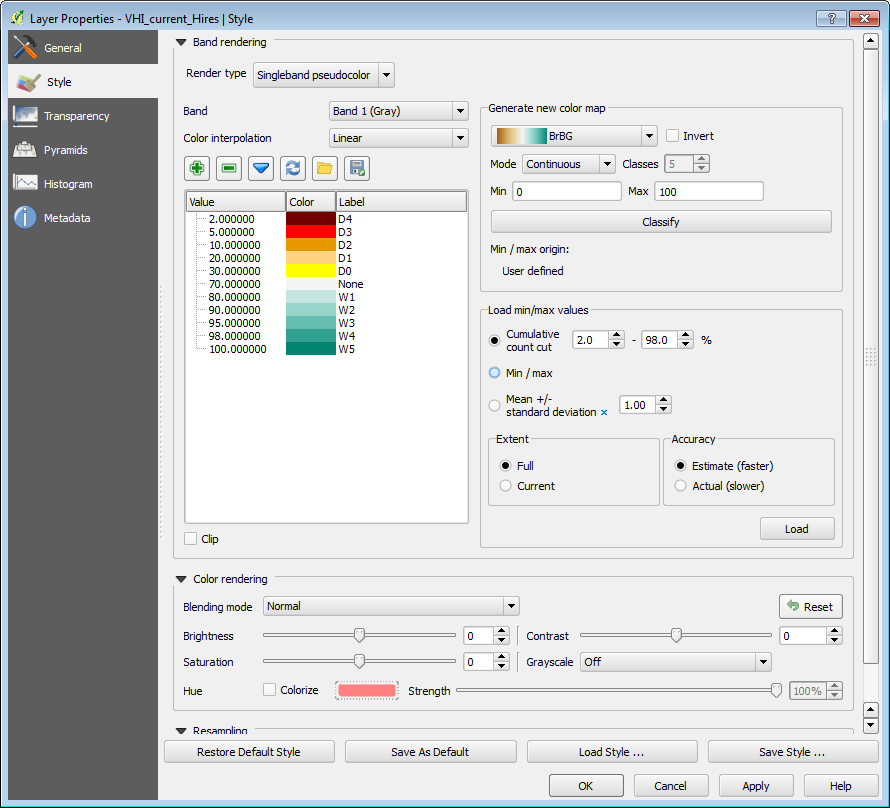 Layer Properties - VHI_current_Hires | Style
General
Style
Transparency
Pyramids
Histogram
Metadata
Band rendering
Render type Singleband pseudocolor
Band Band 1 (Gray)
Color interpolation Linear
Value Color Label
2.000000 D4
5.000000 D3
10.000000 D2
20.000000 D1
30.000000 D0
70.000000 None
80.000000 W1
90.000000 W2
95.000000 W3
98.000000 W4
100.000000 W5
Clip
Generate new color map
BrBG Invert
Mode Continuous Classes 5
Min 0 Max 100
Classify
Min / max origin:
User defined
Load min/max values
Cumulative
count cut 2.0 - 98.0 %
Min / max
Mean +/-
standard deviation × 1.00
Extent
Full
Current
Accuracy
Estimate (faster)
Actual (slower)
Load
Color rendering
Blending mode Normal Reset
Brightness 0 Contrast 0
Saturation 0 Grayscale Off
Hue Colorize Strength 100%
Resampling
Restore Default Style Save As Default Load Style ... Save Style ...
OK Cancel Apply Help